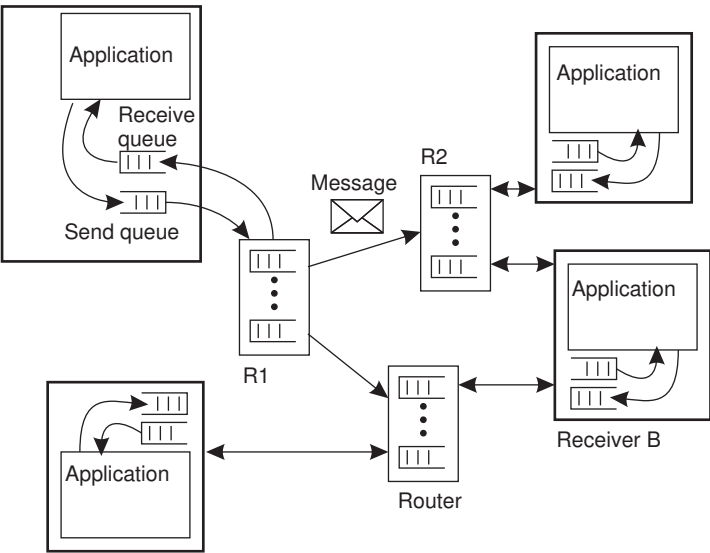 Application
Receive
queue
Send queue
Message
R2
Application
R1
Application
Receiver B
Application
Router